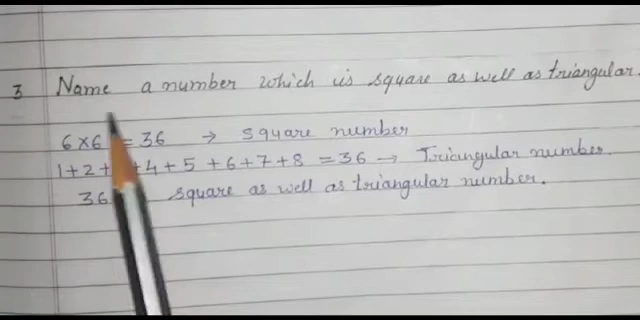 3 Name a number which is square as well as triangular.
6×6 = 36 → square number
1+2+ +4+5+6+7+8 = 36 → Triangular number.
36 square as well as triangular number.